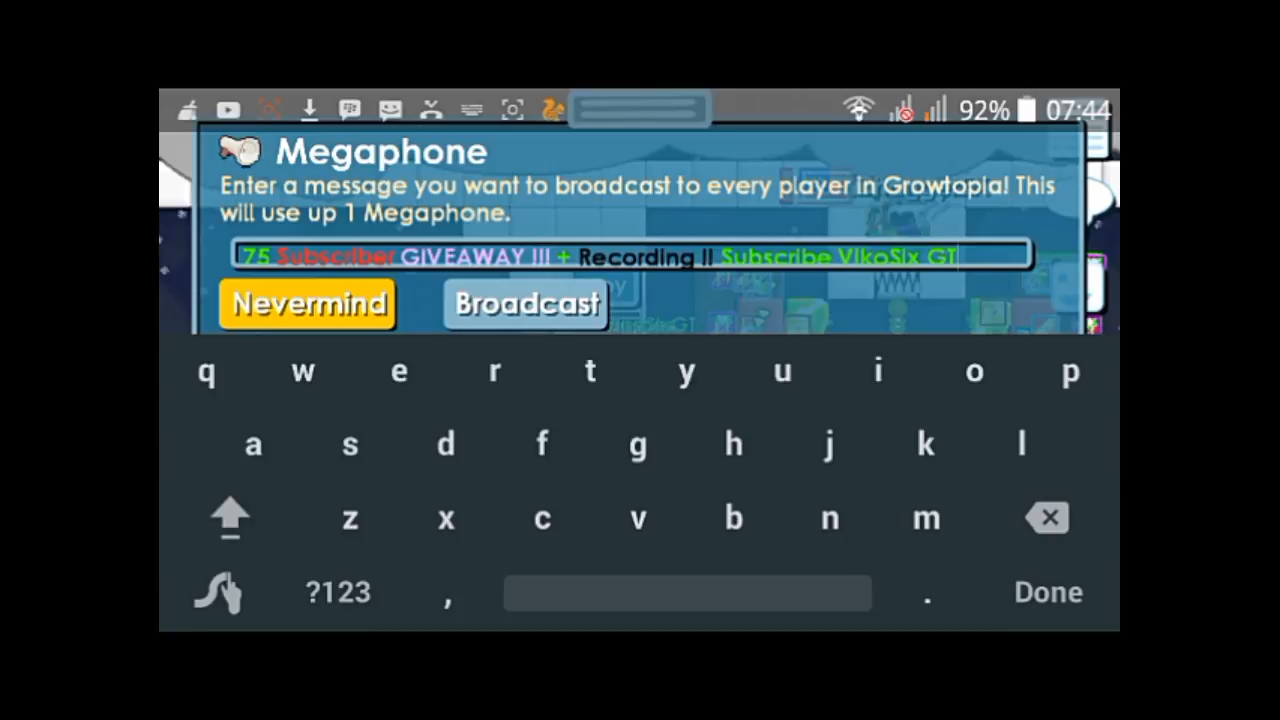 92% 07:44
Megaphone
Enter a message you want to broadcast to every player in Growtopia! This
will use up 1 Megaphone.
75 Subscriber GIVEAWAY !!! + Recording !! Subscribe VikoSix GT
Nevermind Broadcast
q w e r t y u i o p
a s d f g h j k l
z x c v b n m
?123 , . Done